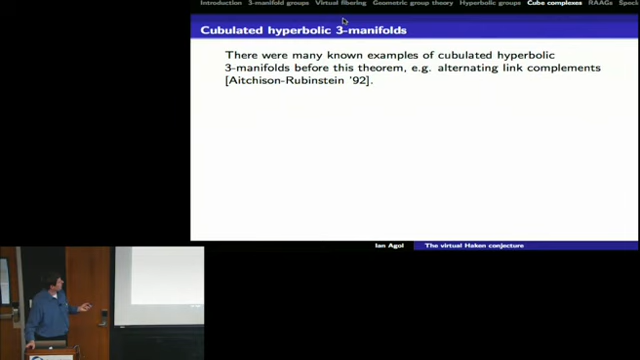 Introduction 3-manifold groups Virtual fibering Geometric group theory Hyperbolic groups Cube complexes RAAGs
Cubulated hyperbolic 3-manifolds
There were many known examples of cubulated hyperbolic
3-manifolds before this theorem, e.g. alternating link complements
[Aitchison-Rubinstein '92].
Ian Agol The virtual Haken conjecture